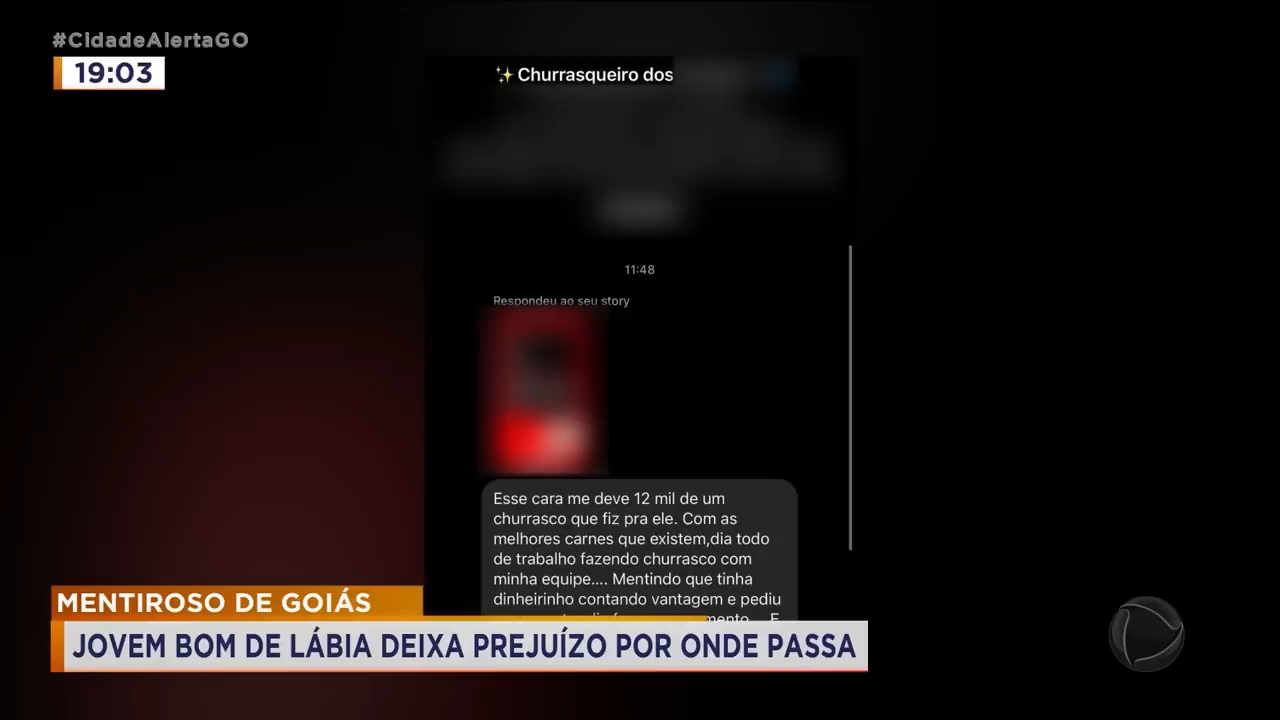 #CidadeAlertaGO
19:03
✨Churrasqueiro dos
11:48
Respondeu ao seu story
Esse cara me deve 12 mil de um
churrasco que fiz pra ele. Com as
melhores carnes que existem,dia todo
de trabalho fazendo churrasco com
minha equipe.... Mentindo que tinha
dinheirinho contando vantagem e pediu
MENTIROSO DE GOIÁS
JOVEM BOM DE LÁBIA DEIXA PREJUÍZO POR ONDE PASSA